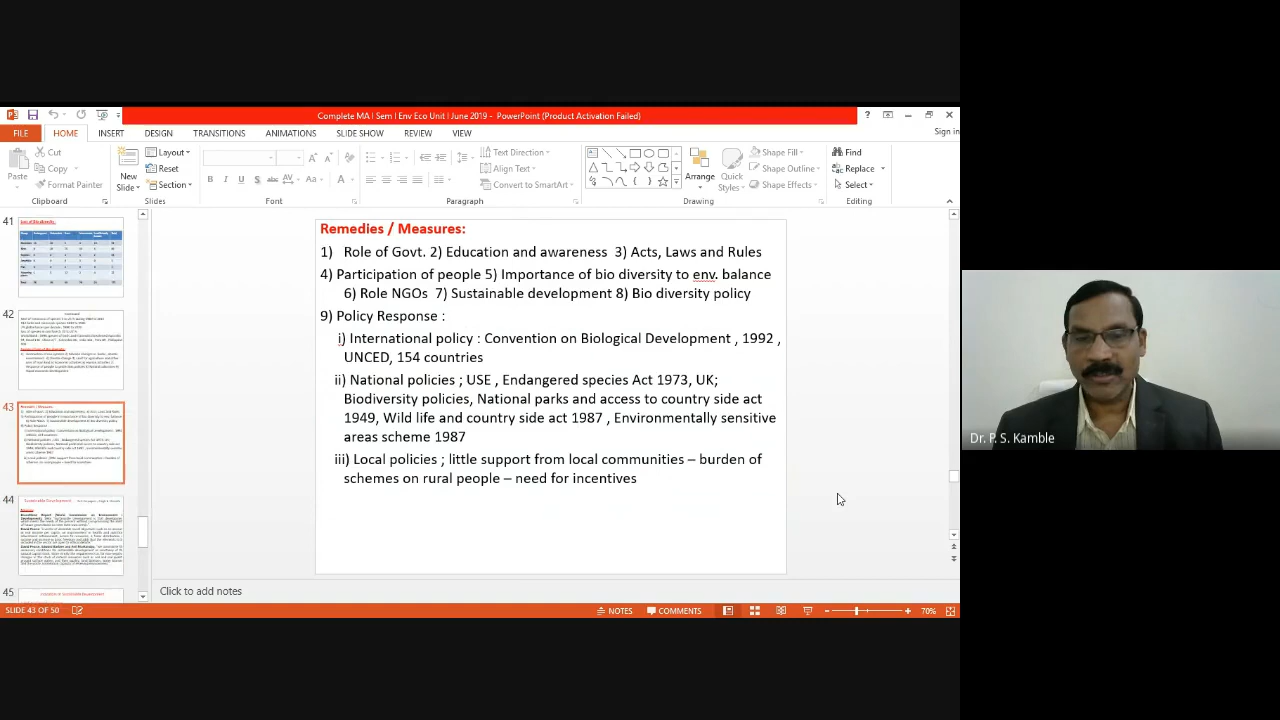 Complete MA I Sem I Env Eco Unit I June 2019 - PowerPoint (Product Activation Failed)
FILE HOME INSERT DESIGN TRANSITIONS ANIMATIONS SLIDE SHOW REVIEW VIEW Sign in
Paste Cut Copy Format Painter
Clipboard
New Slide Layout Reset Section
Slides
B I U S abc AV Aa A
Font
Text Direction Align Text Convert to SmartArt
Paragraph
Arrange Quick Styles Shape Fill Shape Outline Shape Effects
Drawing
Find Replace Select
Editing
41
42
43
44
45
Remedies / Measures:
1) Role of Govt. 2) Education and awareness 3) Acts, Laws and Rules
4) Participation of people 5) Importance of bio diversity to env. balance
6) Role NGOs 7) Sustainable development 8) Bio diversity policy
9) Policy Response :
i) International policy : Convention on Biological Development , 1992 ,
UNCED, 154 countries
ii) National policies ; USE , Endangered species Act 1973, UK;
Biodiversity policies, national parks and access to country side act
1949, Wild life and country side act 1987 , Environmentally sensitive
areas scheme 1987
iii) Local policies ; little support from local communities – burden of
schemes on rural people – need for incentives
Click to add notes
SLIDE 43 OF 50 NOTES COMMENTS 70%
Dr. P. S. Kamble